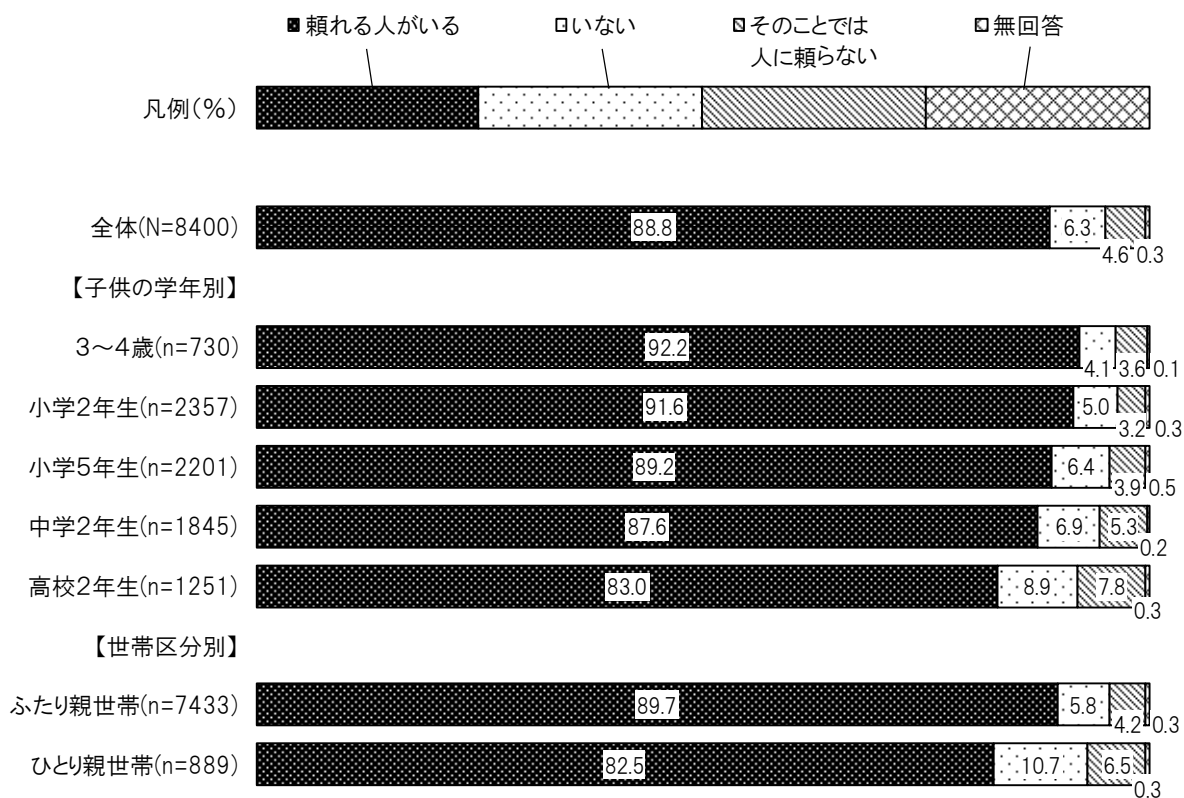 頼れる人がいる いない そのことでは 無回答
人に頼らない
凡例(%)
全体(N=8400) 88.8 6.3 4.6 0.3
【子供の学年別】
3～4歳(n=730) 92.2 4.1 3.6 0.1
小学2年生(n=2357) 91.6 5.0 3.2 0.3
小学5年生(n=2201) 89.2 6.4 3.9 0.5
中学2年生(n=1845) 87.6 6.9 5.3 0.2
高校2年生(n=1251) 83.0 8.9 7.8 0.3
【世帯区分別】
ふたり親世帯(n=7433) 89.7 5.8 4.2 0.3
ひとり親世帯(n=889) 82.5 10.7 6.5 0.3